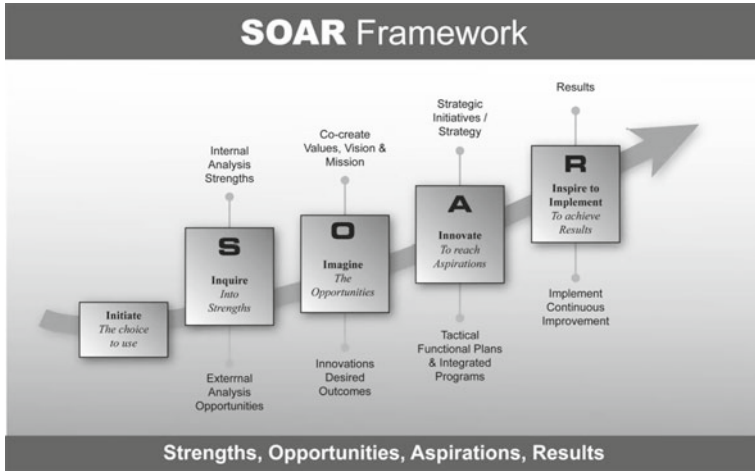 SOAR Framework
Results
Strategic
Initiatives /
Strategy
Co-create
Values, Vision &
Mission
Internal
Analysis
Strengths
R
Inspire to
Implement
To achieve
Results
A
Innovate
To reach
Aspirations
O
Imagine
The
Opportunities
S
Inquire
Into
Strengths
Initiate
The choice
to use
External
Analysis
Opportunities
Innovations
Desired
Outcomes
Tactical
Functional Plans
& Integrated
Programs
Implement
Continuous
Improvement
Strengths, Opportunities, Aspirations, Results